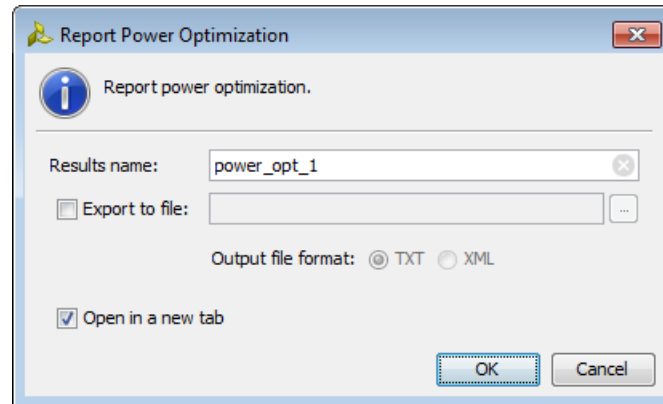 Report Power Optimization
Report power optimization.
Results name: power_opt_1
Export to file: ...
Output file format: TXT XML
Open in a new tab
OK Cancel